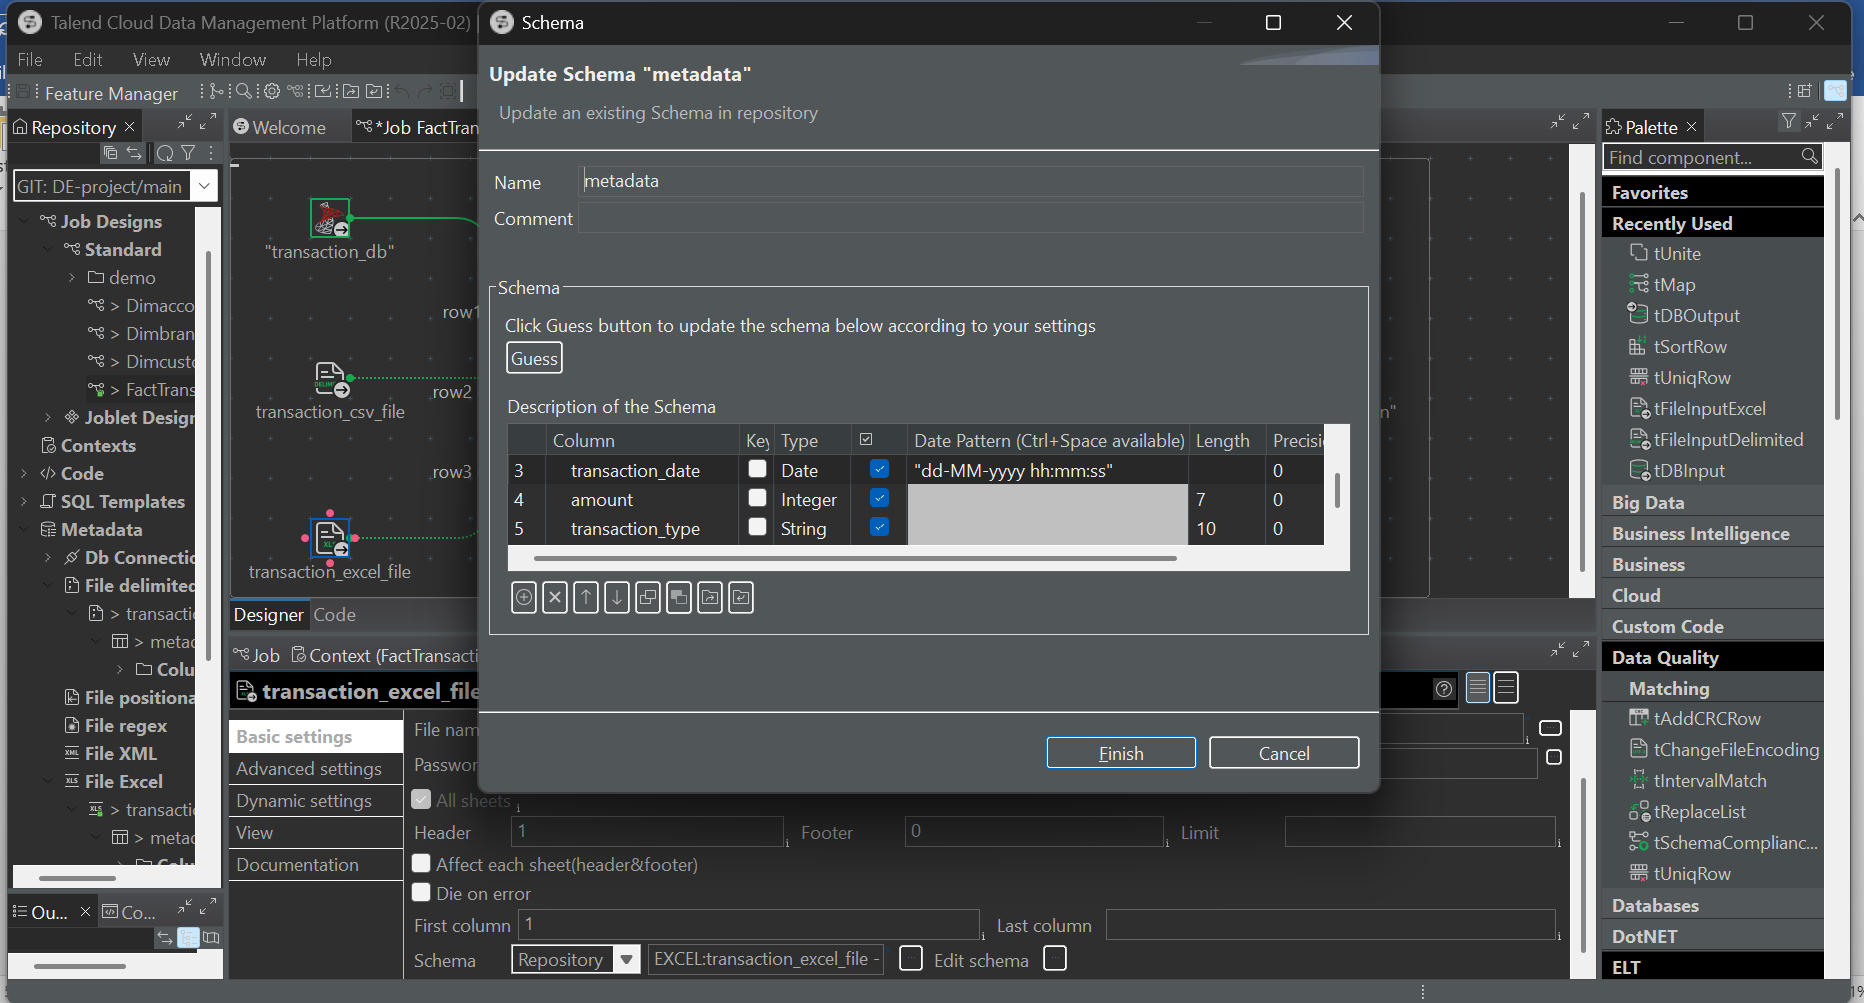 Talend Cloud Data Management Platform (R2025-02)
File Edit View Window Help
Feature Manager
Repository
GIT: DE-project/main
Job Designs
Standard
demo
> Dimacco
> Dimbran
> Dimcusto
> FactTrans
Joblet Design
Contexts
</> Code
SQL Templates
Metadata
Db Connectio
File delimited
> transactio
> metad
Colu
File positiona
File regex
XML File XML
XLS File Excel
XLS > transactio
> metad
Colu
Ou... Co...
Welcome *Job FactTran
"transaction_db"
row1
transaction_csv_file
row2
row3
transaction_excel_file
n"
Designer Code
Job Context (FactTransacti
transaction_excel_file
Basic settings
Advanced settings
Dynamic settings
View
Documentation
File nam
Passwor
All sheets
Header 1 Footer 0 Limit
Affect each sheet(header&footer)
Die on error
First column 1 Last column
Schema Repository EXCEL:transaction_excel_file - Edit schema
Schema
Update Schema "metadata"
Update an existing Schema in repository
Name metadata
Comment
Schema
Click Guess button to update the schema below according to your settings
Guess
Description of the Schema
Column Key Type Date Pattern (Ctrl+Space available) Length Precisi
3 transaction_date Date "dd-MM-yyyy hh:mm:ss" 0
4 amount Integer 7 0
5 transaction_type String 10 0
Finish Cancel
Palette
Find component...
Favorites
Recently Used
tUnite
tMap
tDBOutput
tSortRow
tUniqRow
tFileInputExcel
tFileInputDelimited
tDBInput
Big Data
Business Intelligence
Business
Cloud
Custom Code
Data Quality
Matching
tAddCRCRow
tChangeFileEncoding
tIntervalMatch
tReplaceList
tSchemaComplianc...
tUniqRow
Databases
DotNET
ELT